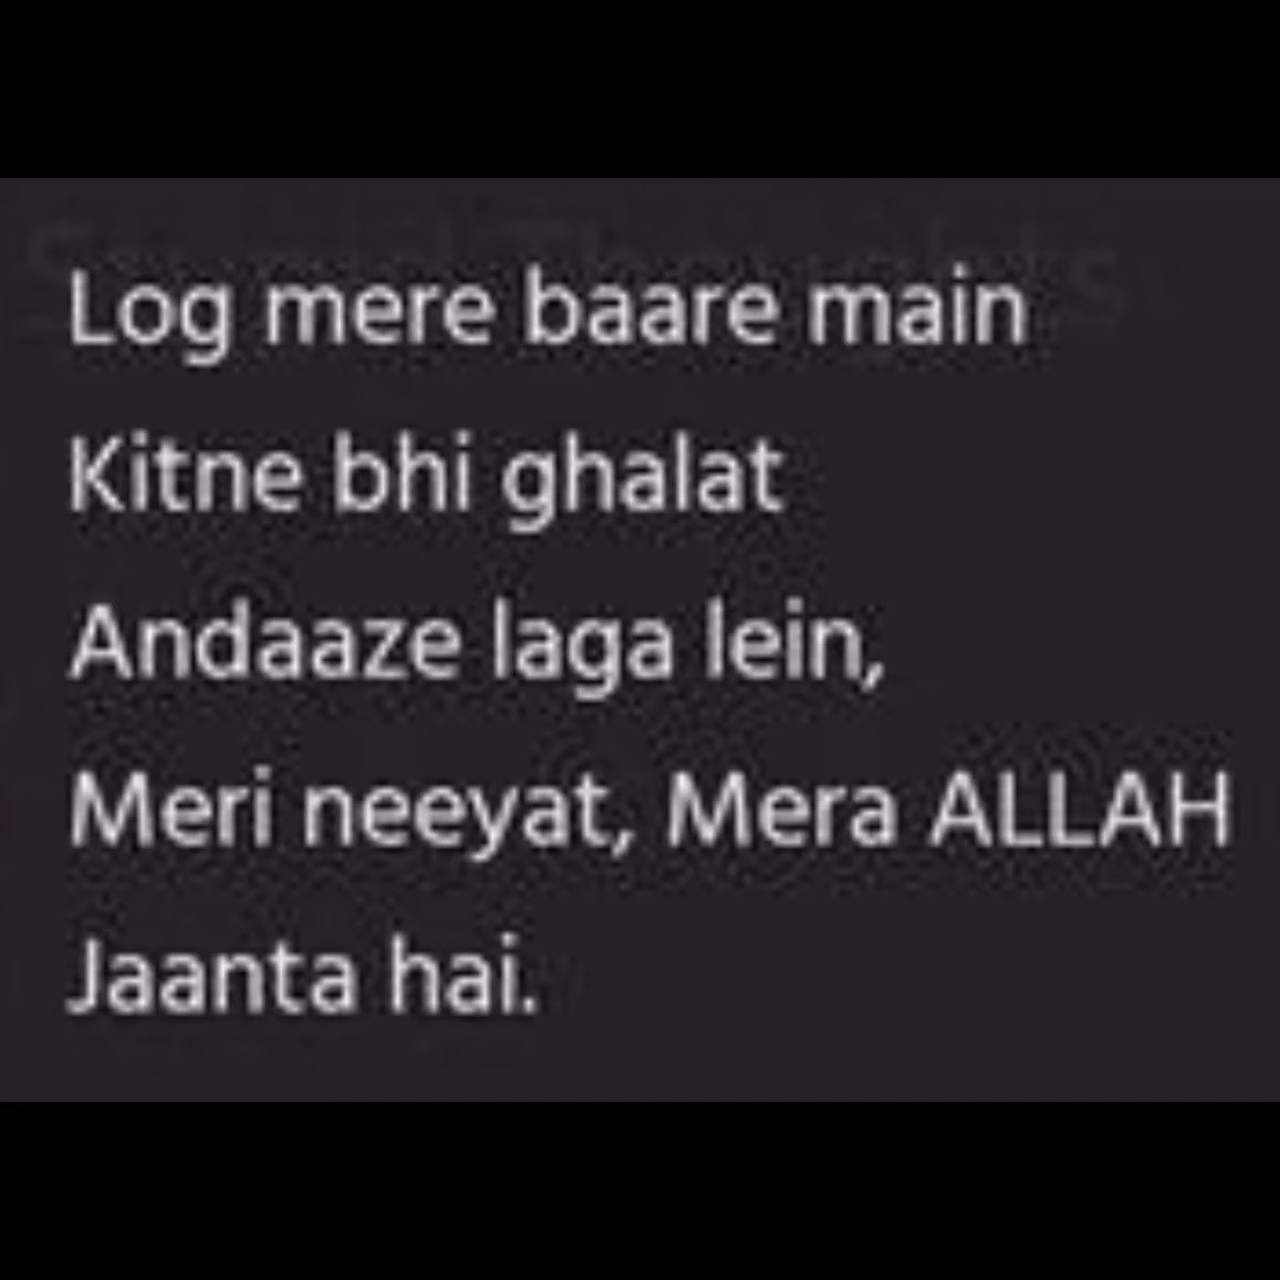 Log mere baare main
Kitne bhi ghalat
Andaaze laga lein,
Meri neeyat, Mera ALLAH
Jaanta hai.